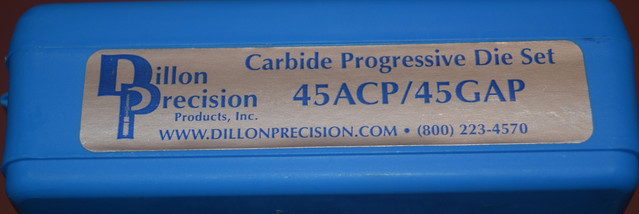 Dillon
Precision
Products, Inc.
Carbide Progressive Die Set
45ACP/45GAP
WWW.DILLONPRECISION.COM • (800) 223-4570